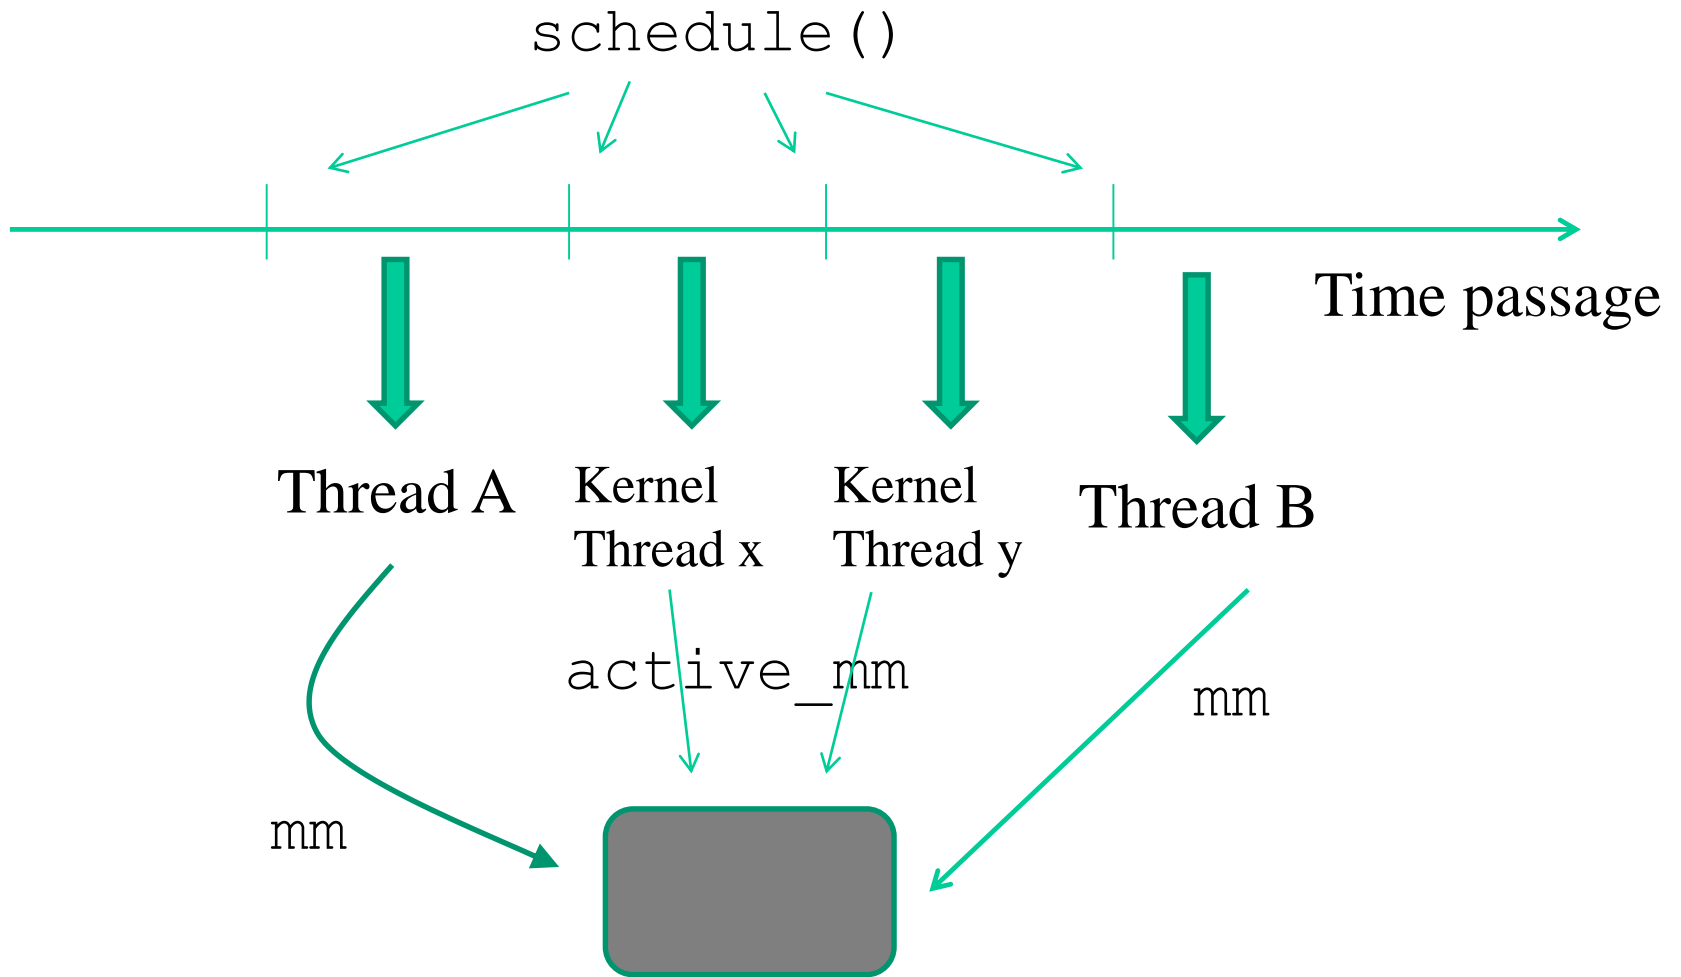 schedule()
Time passage
Thread A
Kernel
Thread x
Kernel
Thread y
Thread B
active_mm
mm
mm